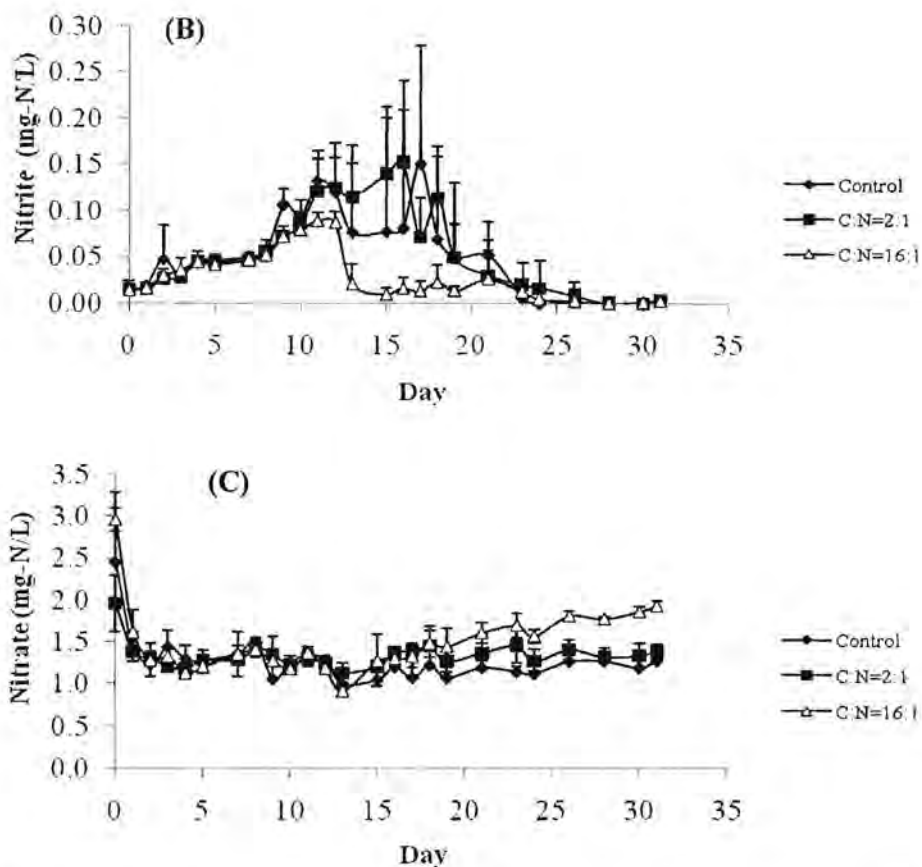 (B)
Nitrite (mg-N/L)
0.30
0.25
0.20
0.15
0.10
0.05
0.00
0 5 10 15 20 25 30 35
Day
Control
C:N=2:1
C:N=16:1
(C)
Nitrate (mg-N/L)
3.5
3.0
2.5
2.0
1.5
1.0
0.5
0.0
0 5 10 15 20 25 30 35
Day
Control
C:N=2:1
C:N=16:1